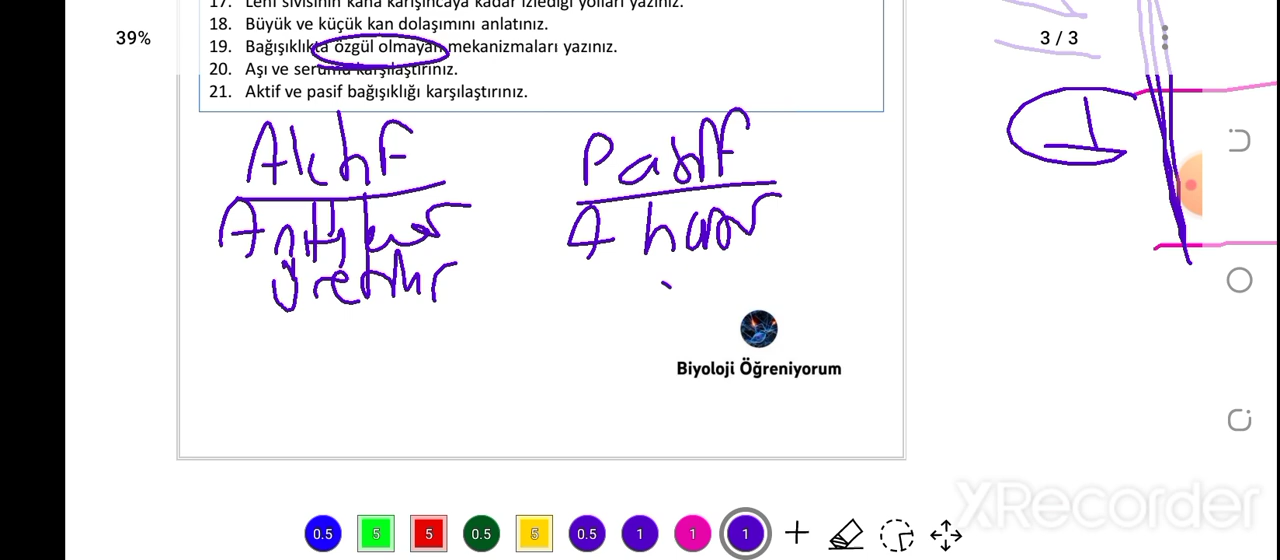 39%
3 / 3
17. Lenf sıvısının kana karışıncaya kadar izlediği yolları yazınız.
18. Büyük ve küçük kan dolaşımını anlatınız.
19. Bağışıklıkta özgül olmayan mekanizmaları yazınız.
20. Aşı ve serumu karşılaştırınız.
21. Aktif ve pasif bağışıklığı karşılaştırınız.
Aktif
Pasif
Antikor
A hazır
üretilir
Biyoloji Öğreniyorum
0.5 5 5 0.5 5 0.5 1 1 1
XRecorder